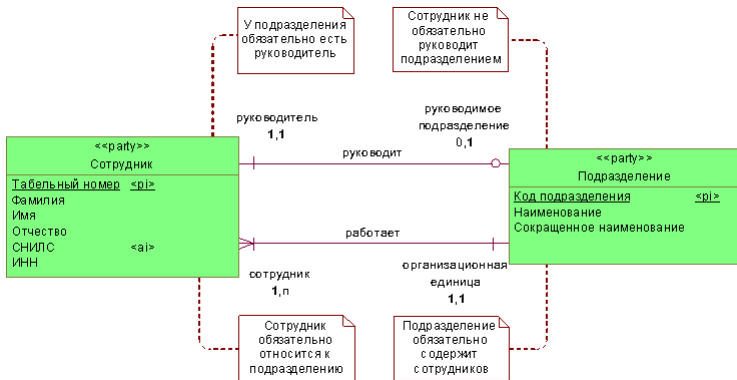 У подразделения
обязательно есть
руководитель
Сотрудник не
обязательно
руководит
подразделением
руководитель
1,1
руководимое
подразделение
0,1
руководит
<<party>>
Сотрудник
Табельный номер <pi>
Фамилия
Имя
Отчество
СНИЛС <ai>
ИНН
<<party>>
Подразделение
Код подразделения <pi>
Наименование
Сокращенное наименование
работает
сотрудник
1,n
организационная
единица
1,1
Сотрудник
обязательно
относится к
подразделению
Подразделение
обязательно
содержит
сотрудников